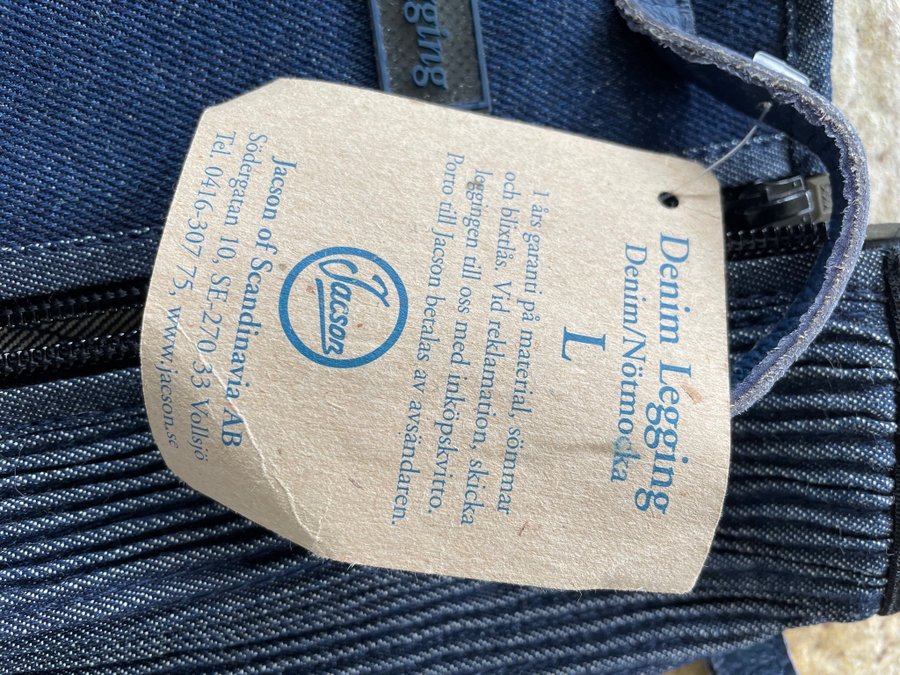 Denim Legging
Denim/Nötmocka
L
1 års garanti på material, sömmar
och blixtlås. Vid reklamation, skicka
leggingen till oss med inköpskvitto.
Porto till Jacson betalas av avsändaren.
Jacson
Jacson of Scandinavia AB
Södergatan 10, SE-270 33 Vollsjö
Tel. 0416-307 75, www.jacson.se
gging